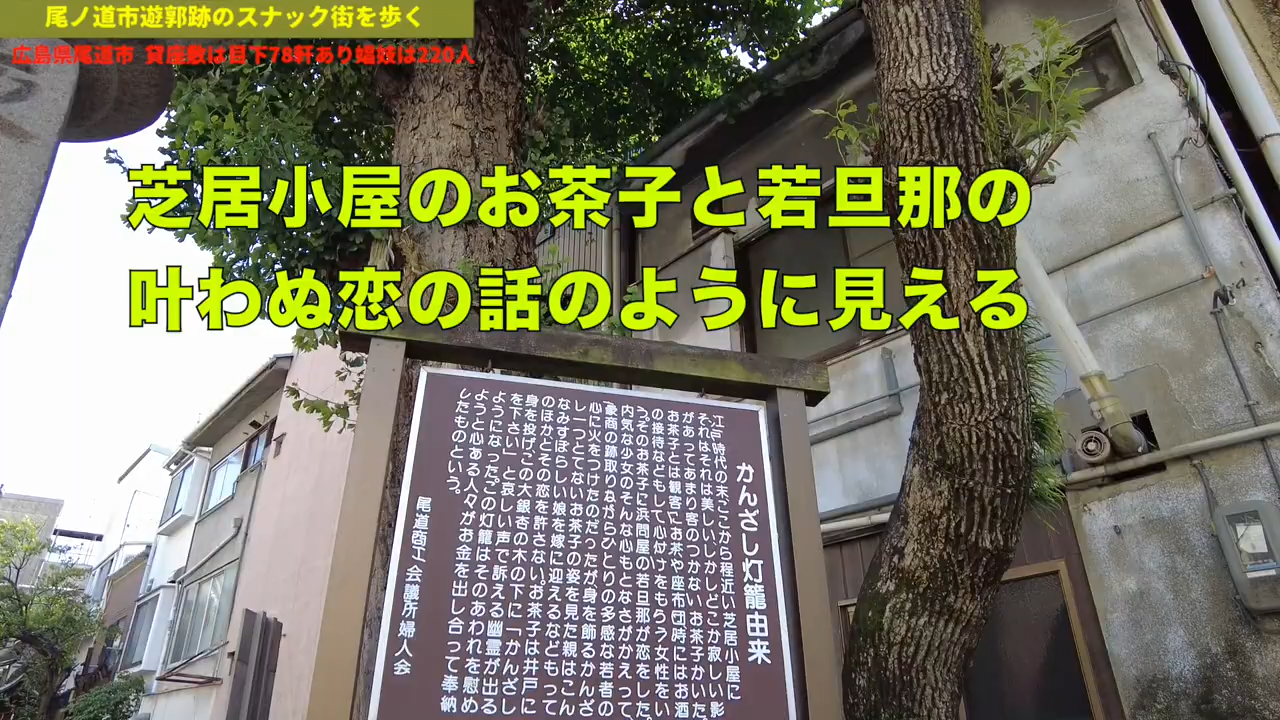 尾ノ道市遊郭跡のスナック街を歩く
広島県尾道市 貸座敷は目下78軒あり娼妓は220人
芝居小屋のお茶子と若旦那の
叶わぬ恋の話のように見える
かんざし灯籠由来
江戸時代の末、ここから程近い芝居小屋に
それはそれは美しい、しかしどこか寂しい影
があってあまり客のつかないお茶子がいた。
お茶子とは観客にお茶や座布団時にはお酒
の接待などもして心付けをもらう女性をい
う。そのお茶子に浜問屋の若旦那が恋をした。
内気な少女のそんな心もとなさがかえって、
豪商の跡取りながらひとりの多感な若者の
心に火をつけたのだったが身を飾るかんざ
し一つとてないお茶子の姿を見た親はこん
なみすぼらしい娘を嫁に迎えるなどもって
のほかとその恋を許さない。お茶子は井戸に
身を投げこの大銀杏の木の下に「かんざし
を下さい」と哀しい声で訴える幽霊が出る
ようになった。この灯籠はそのあわれを慰め
ようと心ある人々がお金を出し合って奉納
したものという。
尾道商工会議所婦人会